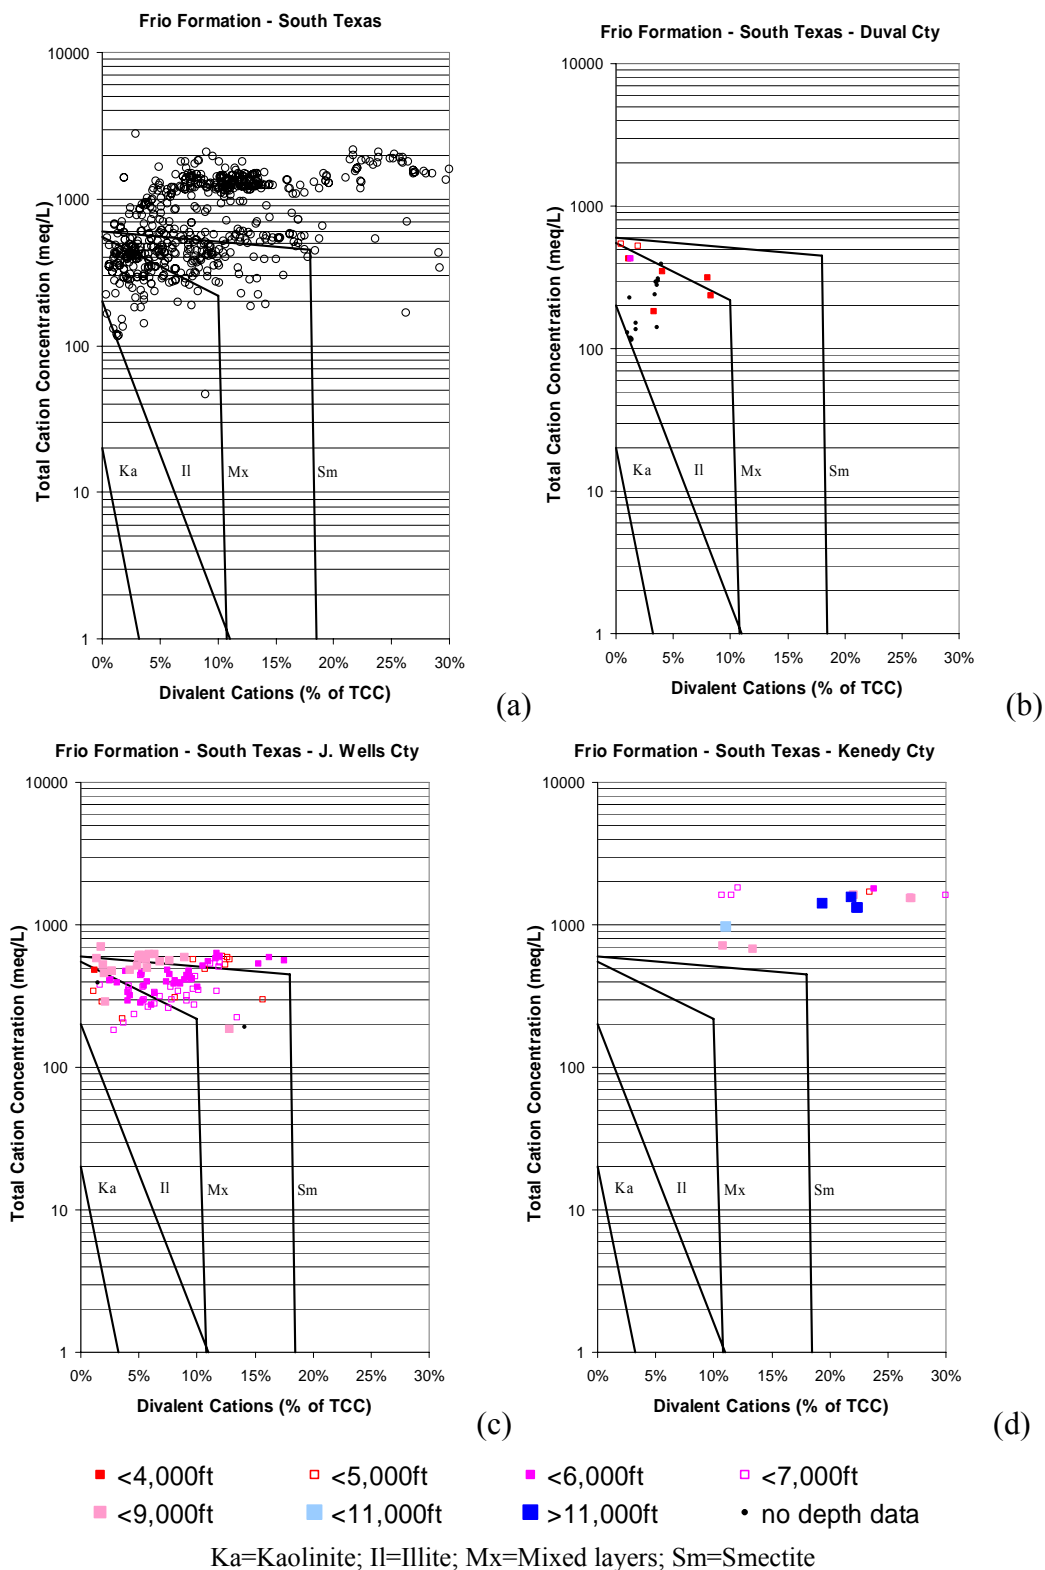 Frio Formation - South Texas
10000
1000
100
10
1
Total Cation Concentration (meq/L)
Ka
Il
Mx
Sm
0% 5% 10% 15% 20% 25% 30%
Divalent Cations (% of TCC)
(a)
Frio Formation - South Texas - Duval Cty
10000
1000
100
10
1
Total Cation Concentration (meq/L)
Ka
Il
Mx
Sm
0% 5% 10% 15% 20% 25% 30%
Divalent Cations (% of TCC)
(b)
Frio Formation - South Texas - J. Wells Cty
10000
1000
100
10
1
Total Cation Concentration (meq/L)
Ka
Il
Mx
Sm
0% 5% 10% 15% 20% 25% 30%
Divalent Cations (% of TCC)
(c)
Frio Formation - South Texas - Kenedy Cty
10000
1000
100
10
1
Total Cation Concentration (meq/L)
Ka
Il
Mx
Sm
0% 5% 10% 15% 20% 25% 30%
Divalent Cations (% of TCC)
(d)
<4,000ft <5,000ft <6,000ft <7,000ft
<9,000ft <11,000ft >11,000ft no depth data
Ka=Kaolinite; Il=Illite; Mx=Mixed layers; Sm=Smectite